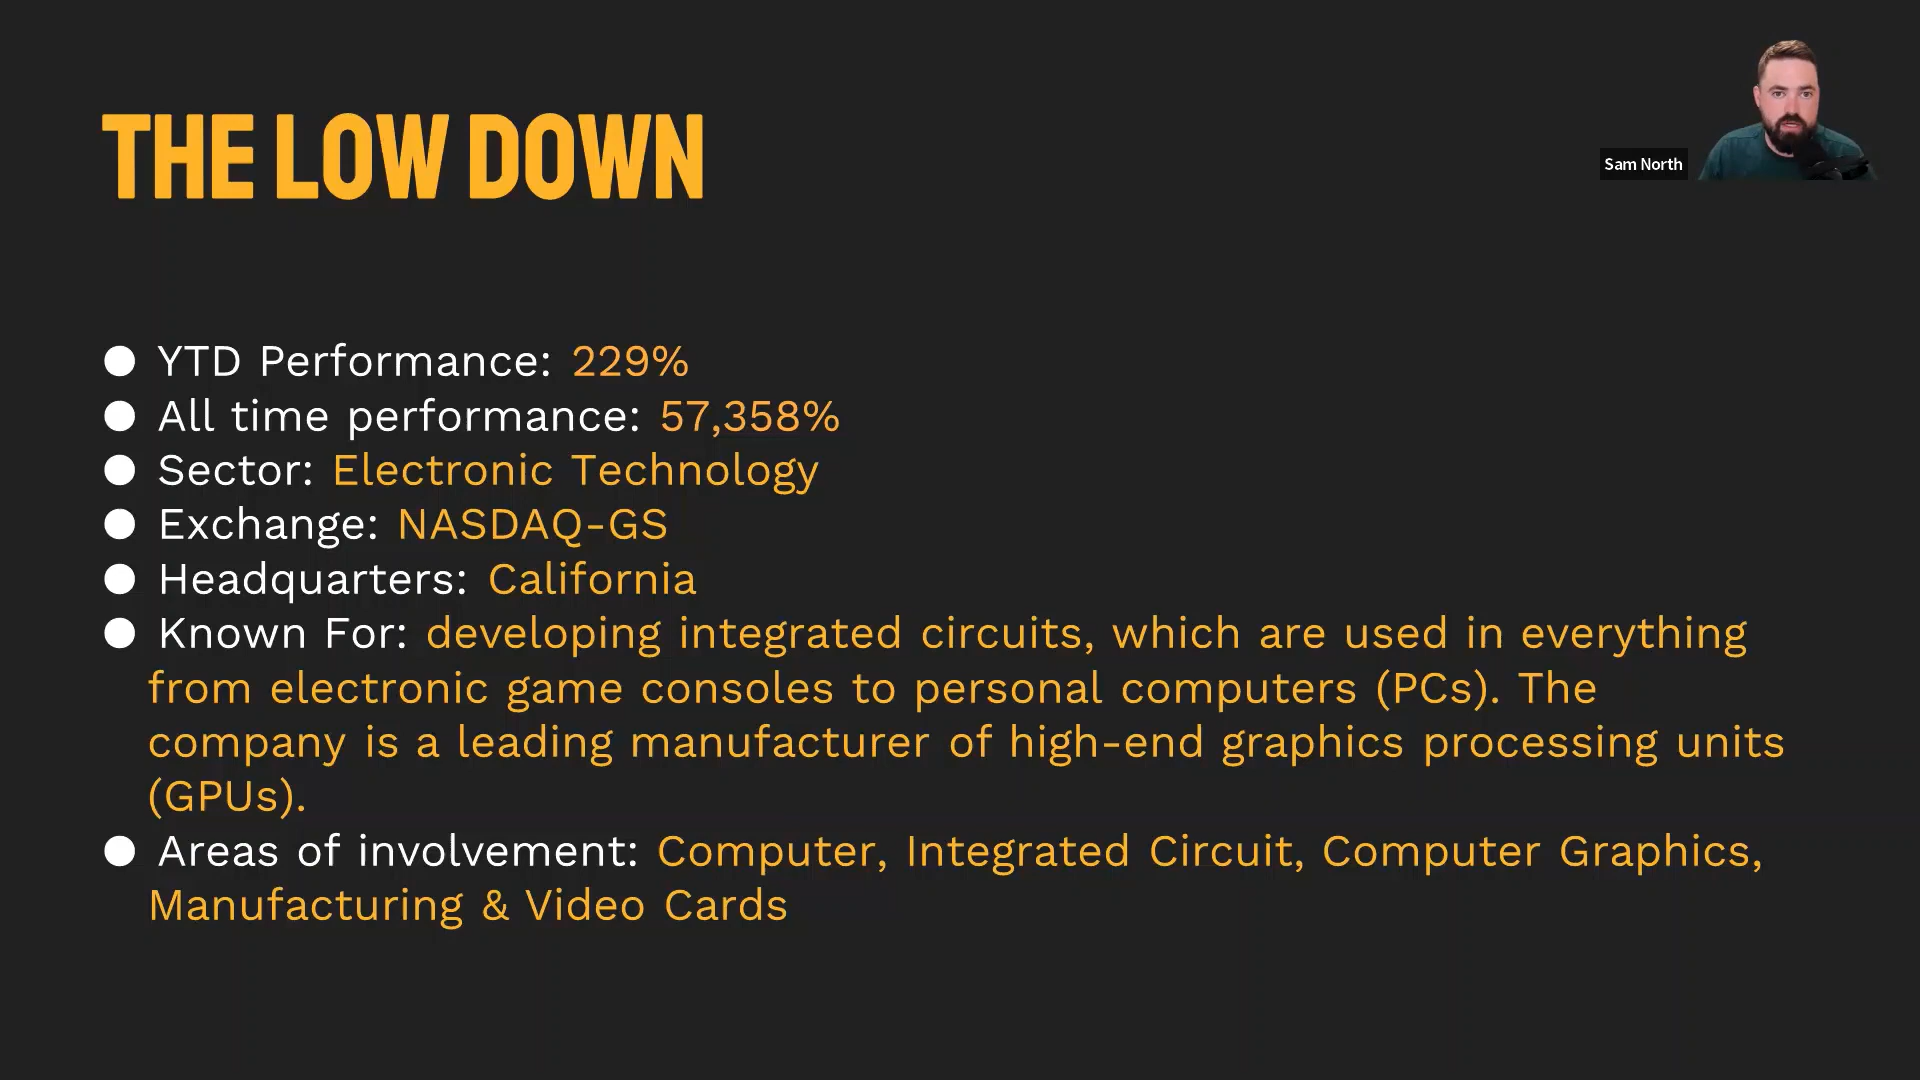 THE LOW DOWN
Sam North
● YTD Performance: 229%
● All time performance: 57,358%
● Sector: Electronic Technology
● Exchange: NASDAQ-GS
● Headquarters: California
● Known For: developing integrated circuits, which are used in everything
from electronic game consoles to personal computers (PCs). The
company is a leading manufacturer of high-end graphics processing units
(GPUs).
● Areas of involvement: Computer, Integrated Circuit, Computer Graphics,
Manufacturing & Video Cards